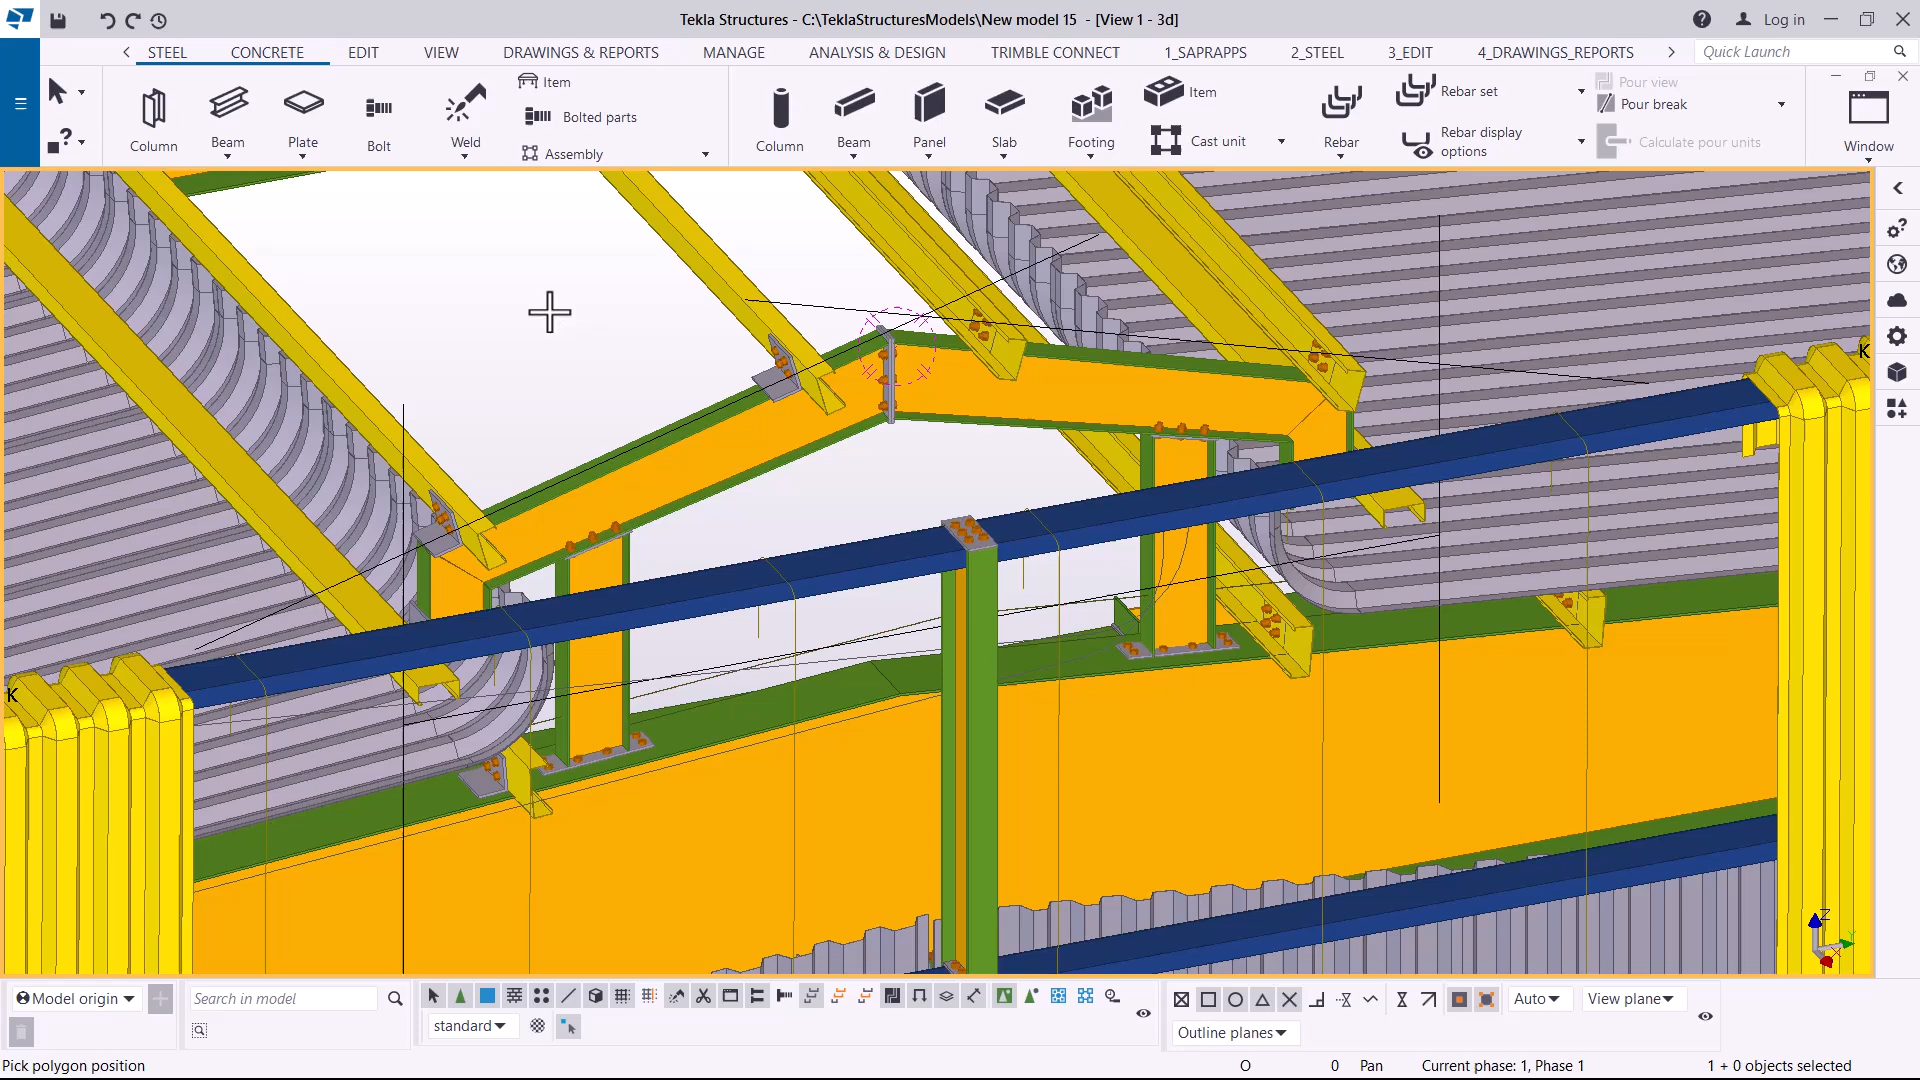 Tekla Structures - C:\TeklaStructuresModels\New model 15 - [View 1 - 3d]
Log in
STEEL CONCRETE EDIT VIEW DRAWINGS & REPORTS MANAGE ANALYSIS & DESIGN TRIMBLE CONNECT 1_SAPRAPPS 2_STEEL 3_EDIT 4_DRAWINGS_REPORTS
Quick Launch
Column
Beam
Plate
Bolt
Weld
Item
Bolted parts
Assembly
Column
Beam
Panel
Slab
Footing
Item
Cast unit
Rebar
Rebar set
Rebar display
options
Pour view
Pour break
Calculate pour units
Window
K
K
Z
Y
X
Model origin
Search in model
standard
Auto
View plane
Outline planes
Pick polygon position
O 0 Pan Current phase: 1, Phase 1 1 + 0 objects selected